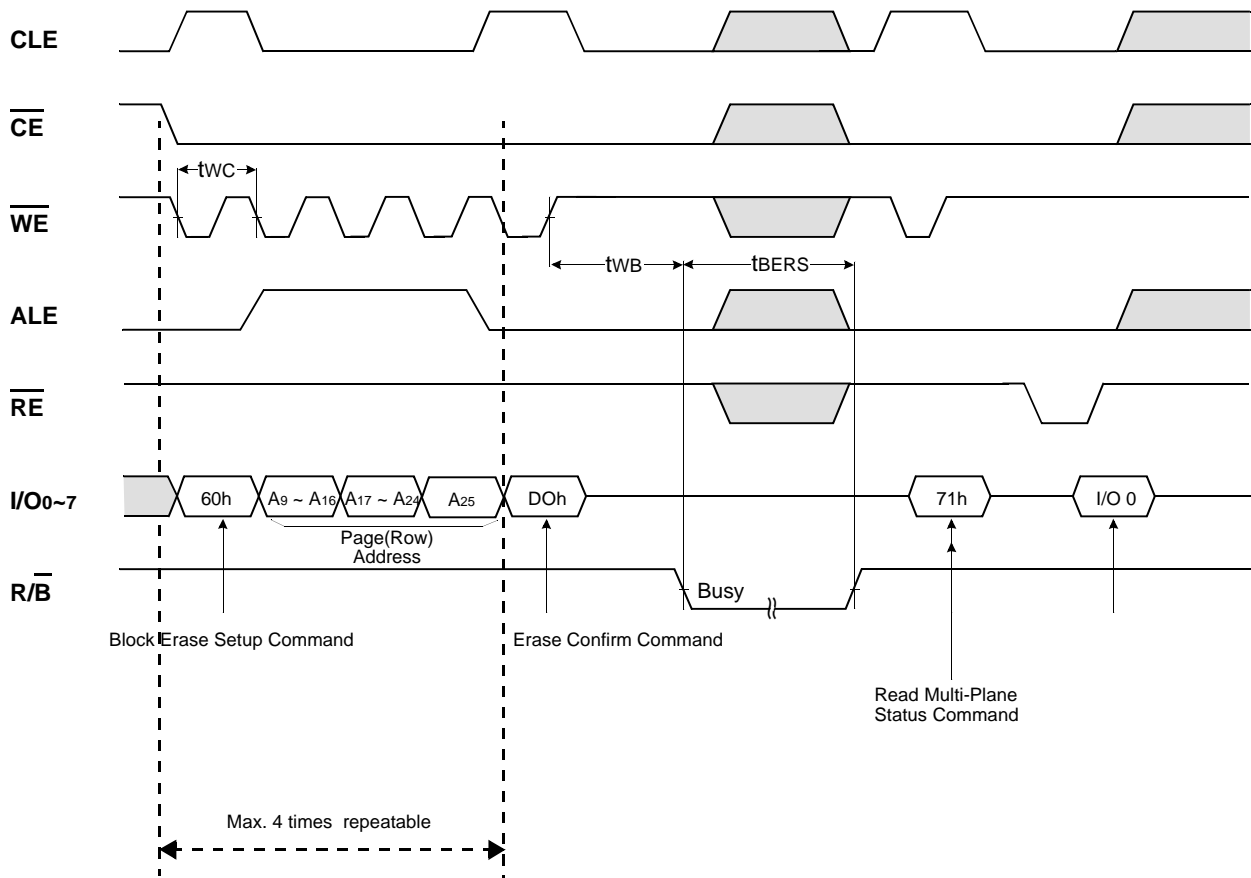 CLE
CE
tWC
WE
tWB
tBERS
ALE
RE
I/O0~7
60h
A9 ~ A16
A17 ~ A24
A25
DOh
71h
I/O 0
Page(Row)
Address
R/B
Busy
Block Erase Setup Command
Erase Confirm Command
Read Multi-Plane
Status Command
Max. 4 times repeatable